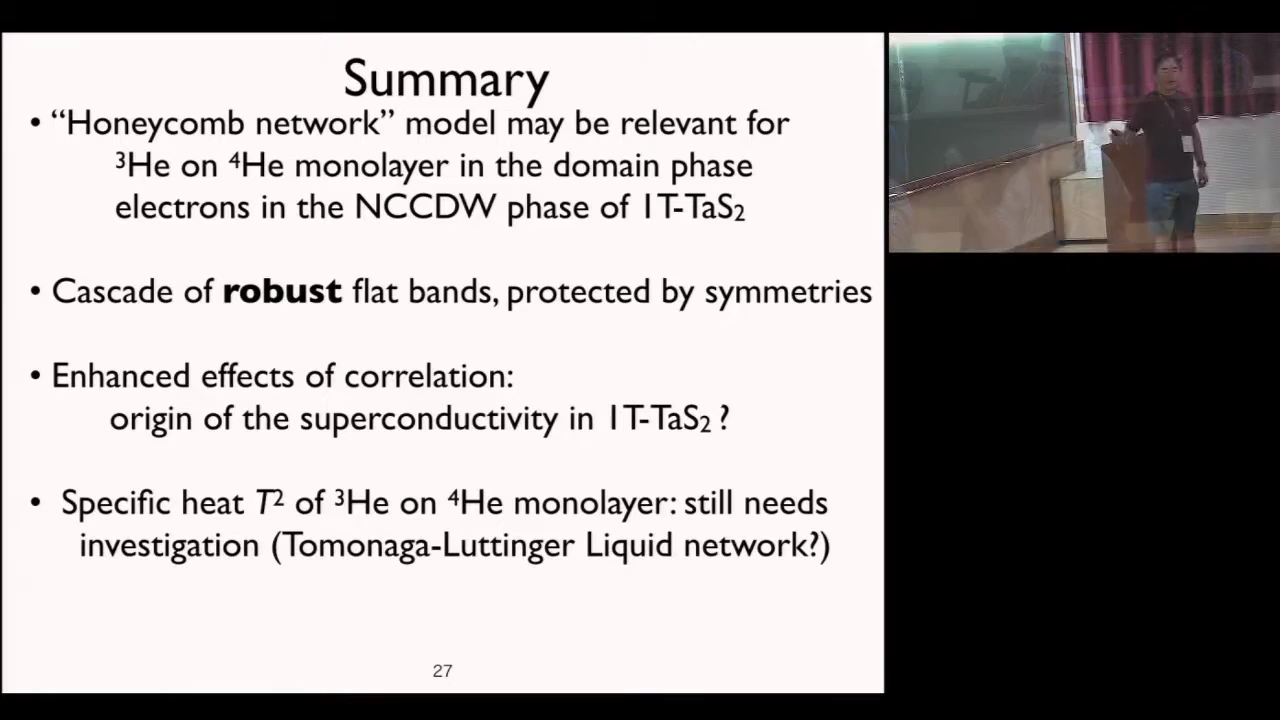 Summary
• “Honeycomb network” model may be relevant for
³He on ⁴He monolayer in the domain phase
electrons in the NCCDW phase of 1T-TaS₂
• Cascade of robust flat bands, protected by symmetries
• Enhanced effects of correlation:
origin of the superconductivity in 1T-TaS₂ ?
• Specific heat T² of ³He on ⁴He monolayer: still needs
investigation (Tomonaga-Luttinger Liquid network?)
27